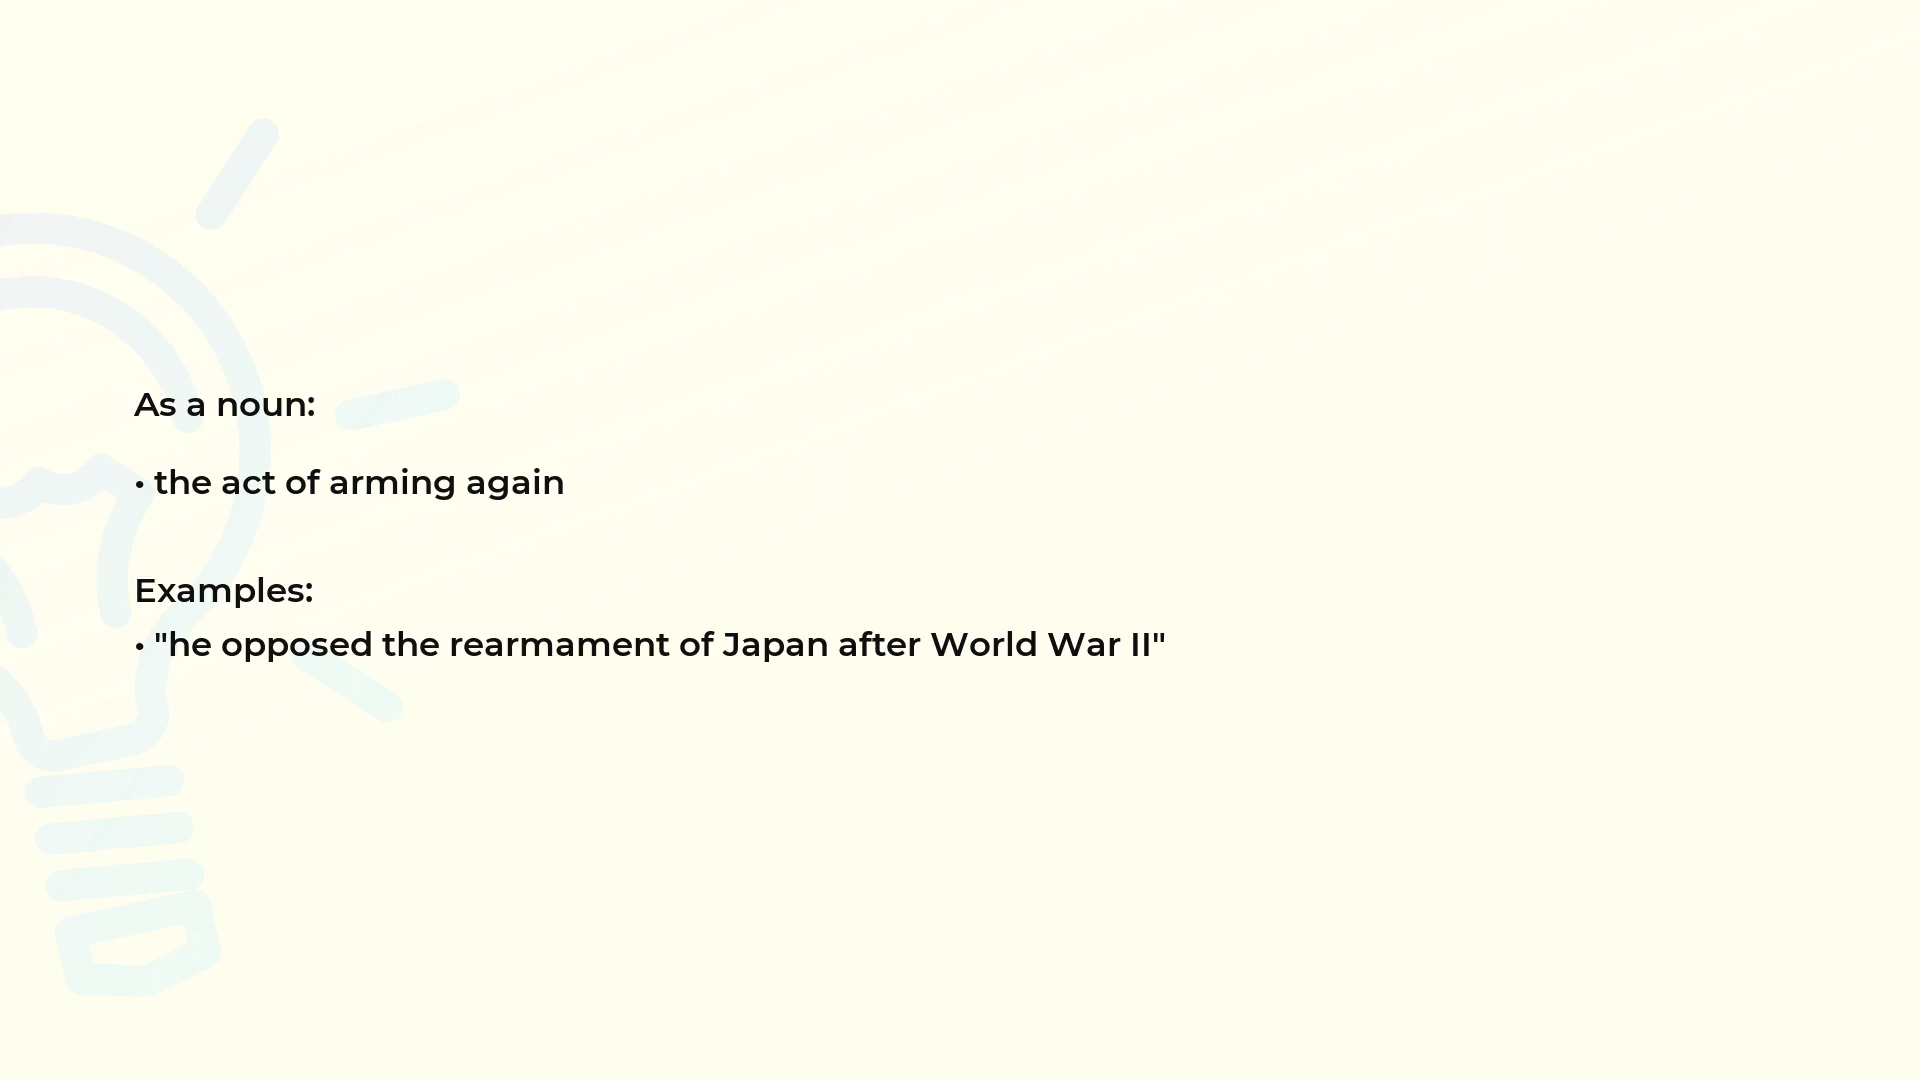 As a noun:
• the act of arming again
Examples:
• "he opposed the rearmament of Japan after World War II"